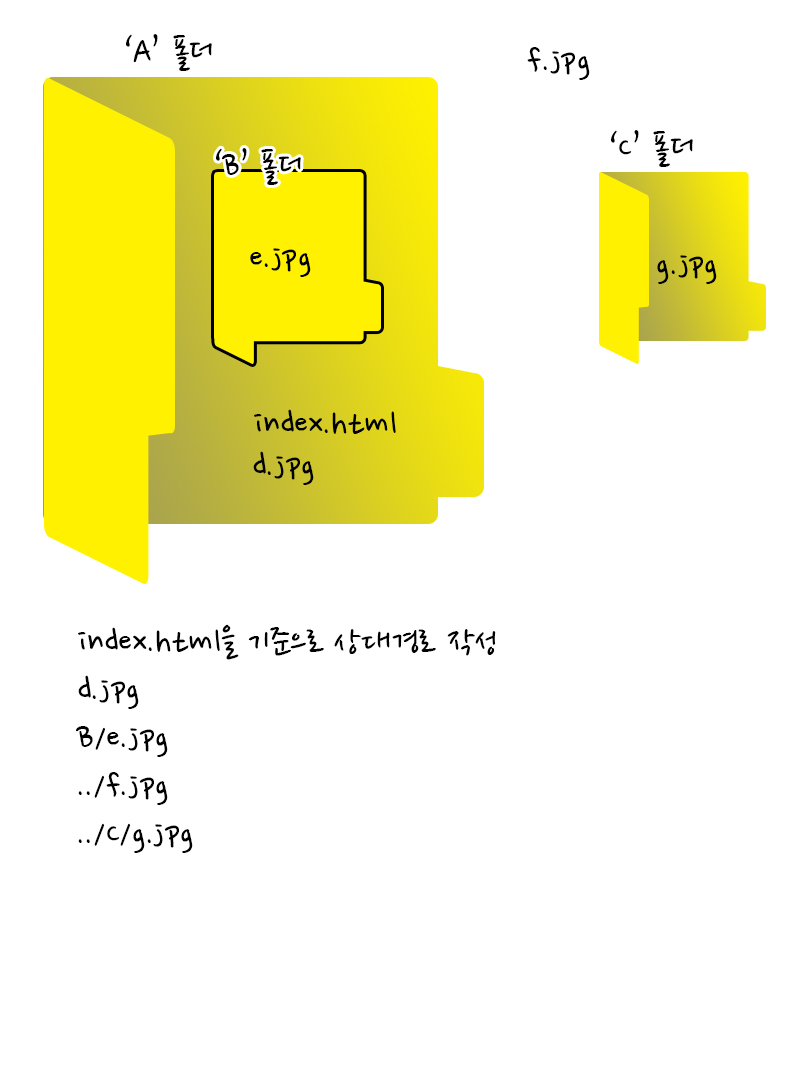 'A' 폴더
f.jpg
'B' 폴더
'C' 폴더
e.jpg
g.jpg
index.html
d.jpg
index.html을 기준으로 상대경로 작성
d.jpg
B/e.jpg
../f.jpg
../C/g.jpg